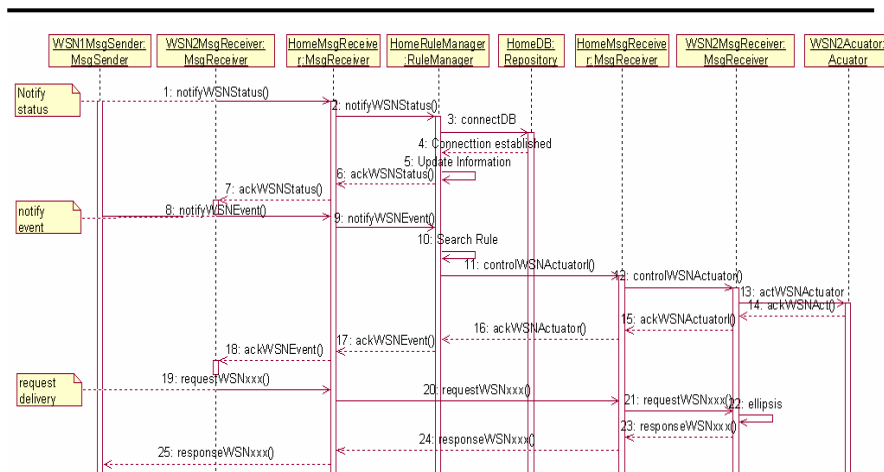 WSN1MsgSender:
MsgSender
WSN2MsgReceiver:
MsgReceiver
HomeMsgReceive
r:MsgReceiver
HomeRuleManager
:RuleManager
HomeDB:
Repository
HomeMsgReceive
r:MsgReceiver
WSN2MsgReceiver:
MsgReceiver
WSN2Acuator:
Acuator
Notify
status
1: notifyWSNStatus()
2: notifyWSNStatus()
3: connectDB
4: Connecttion established
5: Update Information
6: ackWSNStatus()
7: ackWSNStatus()
notify
event
8: notifyWSNEvent()
9: notifyWSNEvent()
10: Search Rule
11: controlWSNActuatorl()
12: controlWSNActuator()
13: actWSNActuator
14: ackWSNAct()
15: ackWSNActuatorl()
16: ackWSNActuator()
17: ackWSNEvent()
18: ackWSNEvent()
request
delivery
19: requestWSNxxx()
20: requestWSNxxx()
21: requestWSNxxx()
22: ellipsis
23: responseWSNxxx()
24: responseWSNxxx()
25: responseWSNxxx()